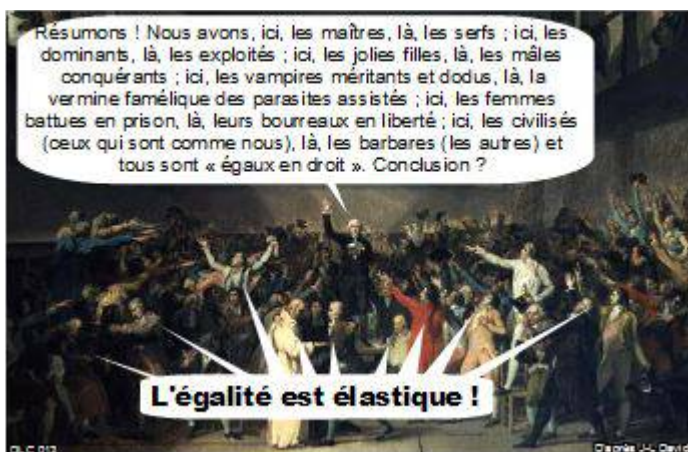 Résumons ! Nous avons, ici, les maîtres, là, les serfs ; ici, les
dominants, là, les exploités ; ici, les jolies filles, là, les mâles
conquérants ; ici, les vampires méritants et dodus, là, la
vermine famélique des parasites assistés ; ici, les femmes
battues en prison, là, leurs bourreaux en liberté ; ici, les civilisés
(ceux qui sont comme nous), là, les barbares (les autres) et
tous sont « égaux en droit ». Conclusion ?
L'égalité est élastique !
D'après J-L David